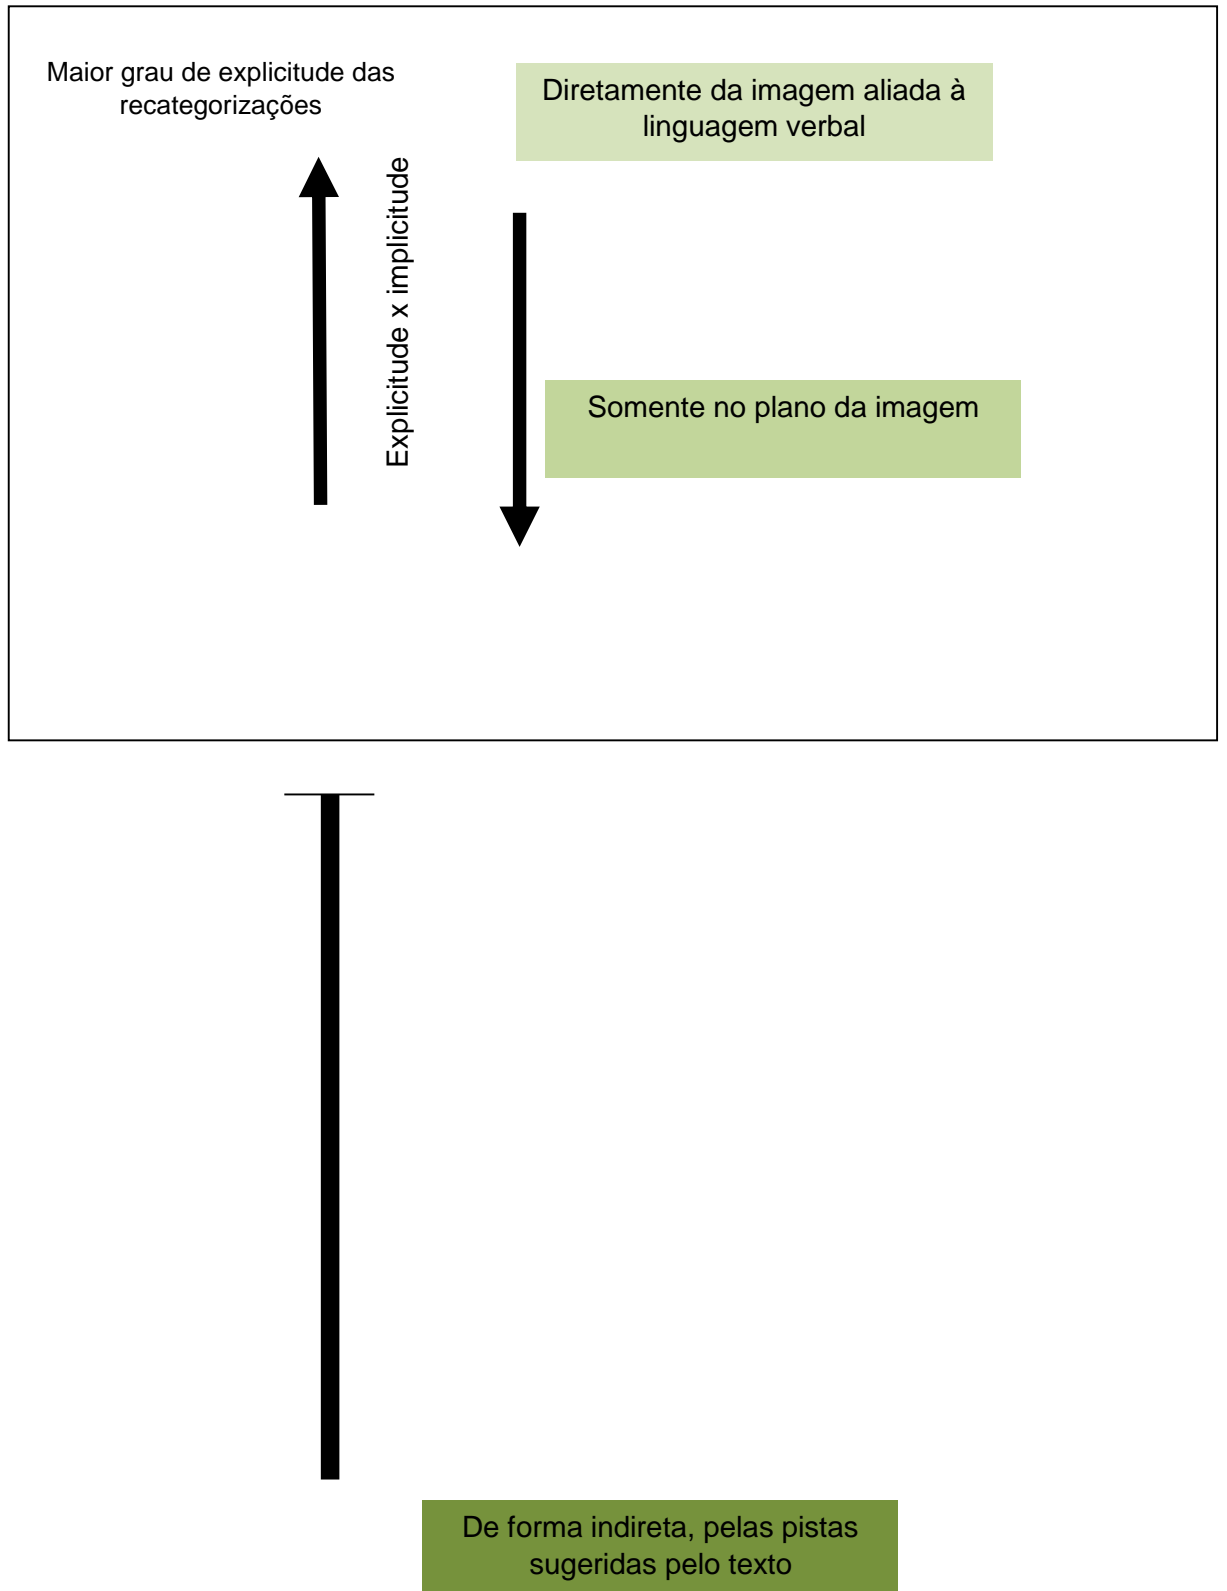 Maior grau de explicitude das
recategorizações
Diretamente da imagem aliada à
linguagem verbal
Explicitude x implicitude
Somente no plano da imagem
De forma indireta, pelas pistas
sugeridas pelo texto